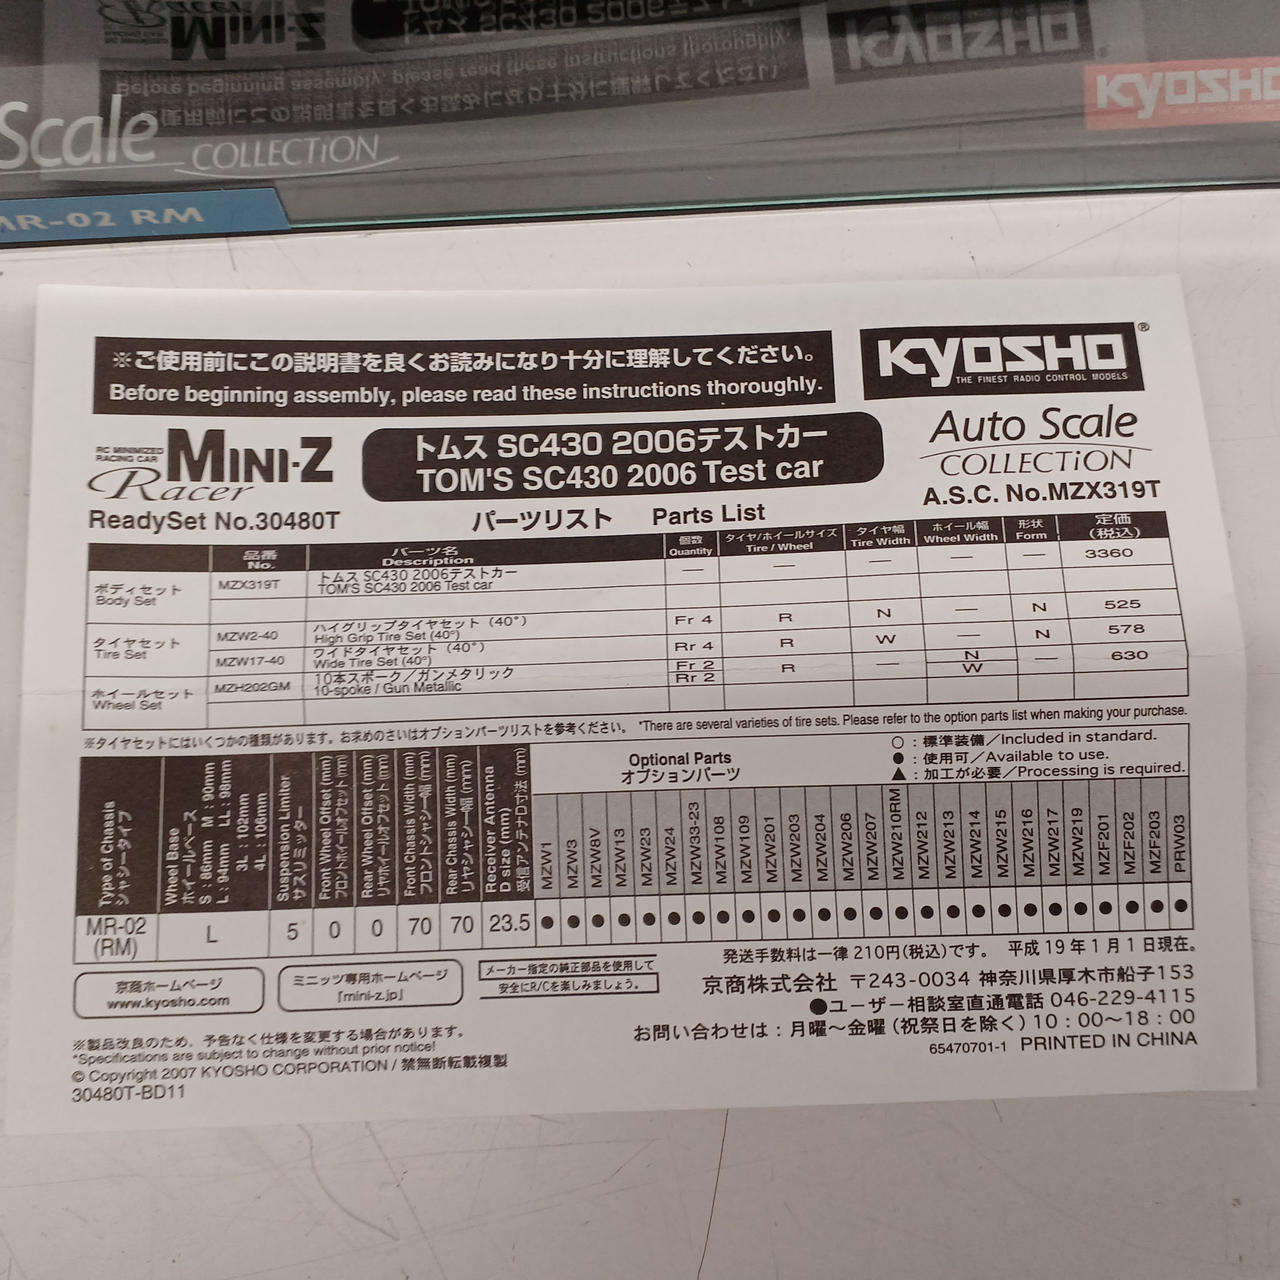 Scale
COLLECTiON
KYOSHO
MR-02 RM
※ご使用前にこの説明書を良くお読みになり十分に理解してください。
Before beginning assembly, please read these instructions thoroughly.
KYOSHO®
THE FINEST RADIO CONTROL MODELS
RC MINIMIZED
RACING CAR
MINI-Z
Racer
トムス SC430 2006テストカー
TOM'S SC430 2006 Test car
Auto Scale
COLLECTiON
A.S.C. No.MZX319T
ReadySet No.30480T
パーツリスト Parts List
品番 No. パーツ名 Description 個数 Quantity タイヤ/ホイールサイズ Tire / Wheel タイヤ幅 Tire Width ホイール幅 Wheel Width 形状 Form 定価 (税込)
ボディセット Body Set MZX319T トムス SC430 2006テストカー TOM'S SC430 2006 Test car — — — — — 3360
タイヤセット Tire Set MZW2-40 ハイグリップタイヤセット (40°) High Grip Tire Set (40°) Fr 4 R N — N 525
MZW17-40 ワイドタイヤセット (40°) Wide Tire Set (40°) Rr 4 R W — N 578
ホイールセット Wheel Set MZH202GM 10本スポーク／ガンメタリック 10-spoke / Gun Metallic Fr 2 Rr 2 R — N W — 630
※タイヤセットにはいくつかの種類があります。お求めのさいはオプションパーツリストを参考ください。 *There are several varieties of tire sets. Please refer to the option parts list when making your purchase.
Type of Chassis シャシータイプ
Wheel Base ホイールベース S : 86mm M : 90mm L : 94mm LL : 98mm 3L : 102mm 4L : 106mm
Suspension Limiter サスリミッター
Front Wheel Offset (mm) フロントホイールオフセット (mm)
Rear Wheel Offset (mm) リヤホイールオフセット (mm)
Front Chassis Width (mm) フロントシャシー幅 (mm)
Rear Chassis Width (mm) リヤシャシー幅 (mm)
Receiver Antenna D size (mm) 受信アンテナD寸法 (mm)
Optional Parts
オプションパーツ
○ : 標準装備／Included in standard.
● : 使用可／Available to use.
▲ : 加工が必要／Processing is required.
MZW1 MZW3 MZW8V MZW13 MZW23 MZW24 MZW33-23 MZW108 MZW109 MZW201 MZW203 MZW204 MZW206 MZW207 MZW210RM MZW212 MZW213 MZW214 MZW215 MZW216 MZW217 MZW219 MZF201 MZF202 MZF203 PRW03
MR-02 (RM) L 5 0 0 70 70 23.5 ● ● ● ● ● ● ● ● ● ● ● ● ● ● ● ● ● ● ● ● ● ● ● ● ● ●
京商ホームページ
www.kyosho.com
ミニッツ専用ホームページ
「mini-z.jp」
メーカー指定の純正部品を使用して
安全にR/Cを楽しみましょう。
発送手数料は一律 210円(税込)です。 平成 19 年 1 月 1 日現在。
京商株式会社 〒243-0034 神奈川県厚木市船子153
●ユーザー相談室直通電話 046-229-4115
お問い合わせは : 月曜〜金曜 (祝祭日を除く) 10 : 00〜18 : 00
65470701-1 PRINTED IN CHINA
※製品改良のため、予告なく仕様を変更する場合があります。
*Specifications are subject to change without prior notice!
© Copyright 2007 KYOSHO CORPORATION / 禁無断転載複製
30480T-BD11